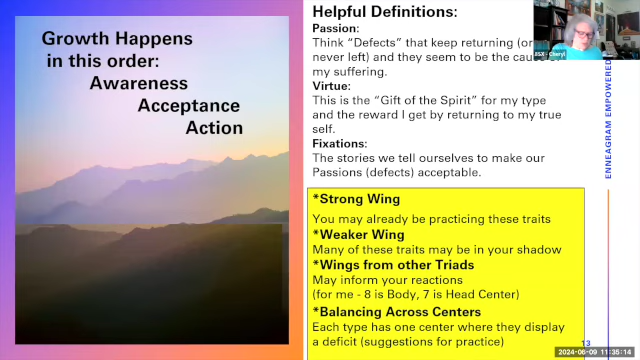 Growth Happens
in this order:
Awareness
Acceptance
Action
Helpful Definitions:
Passion:
Think “Defects” that keep returning (or
never left) and they seem to be the cause of
my suffering.
Virtue:
This is the “Gift of the Spirit” for my type
and the reward I get by returning to my true
self.
Fixations:
The stories we tell ourselves to make our
Passions (defects) acceptable.
*Strong Wing
You may already be practicing these traits
*Weaker Wing
Many of these traits may be in your shadow
*Wings from other Triads
May inform your reactions
(for me - 8 is Body, 7 is Head Center)
*Balancing Across Centers
Each type has one center where they display
a deficit (suggestions for practice)
Cheryl
ENNEAGRAM EMPOWERED
13
2024-06-09 11:35:14